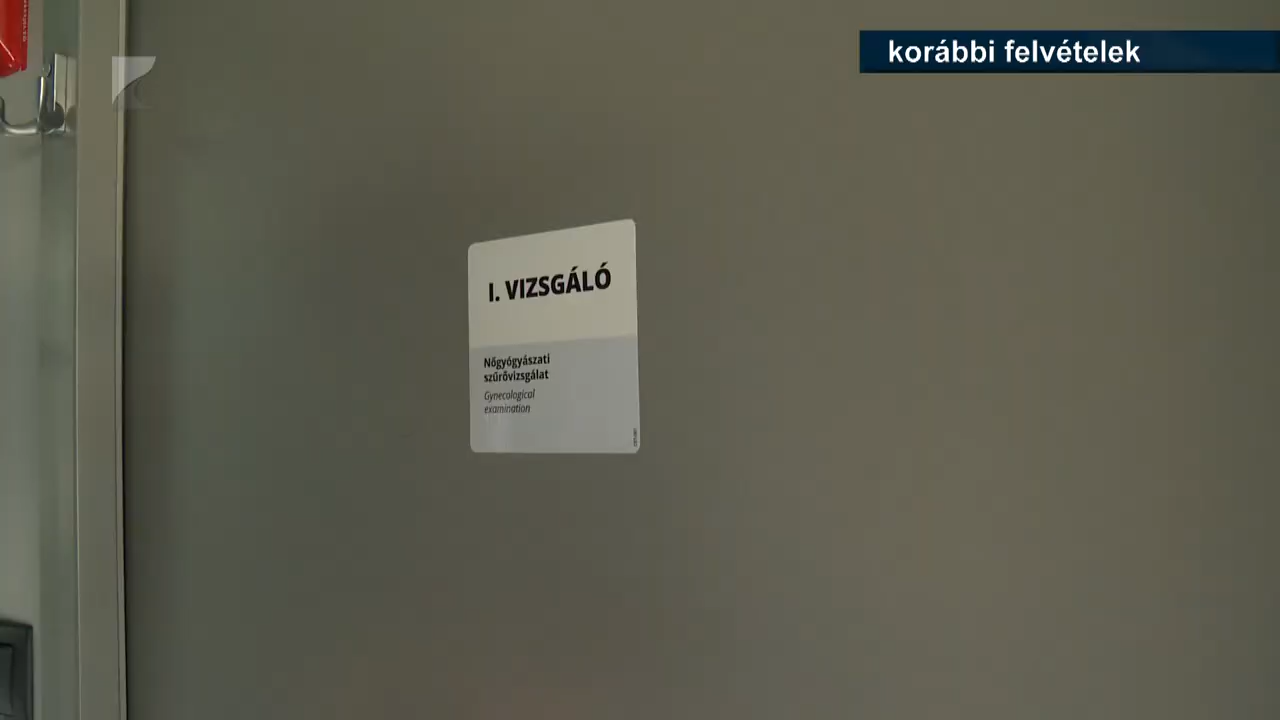 korábbi felvételek
I. VIZSGÁLÓ
Nőgyógyászati
szűrővizsgálat
Gynecological
examination